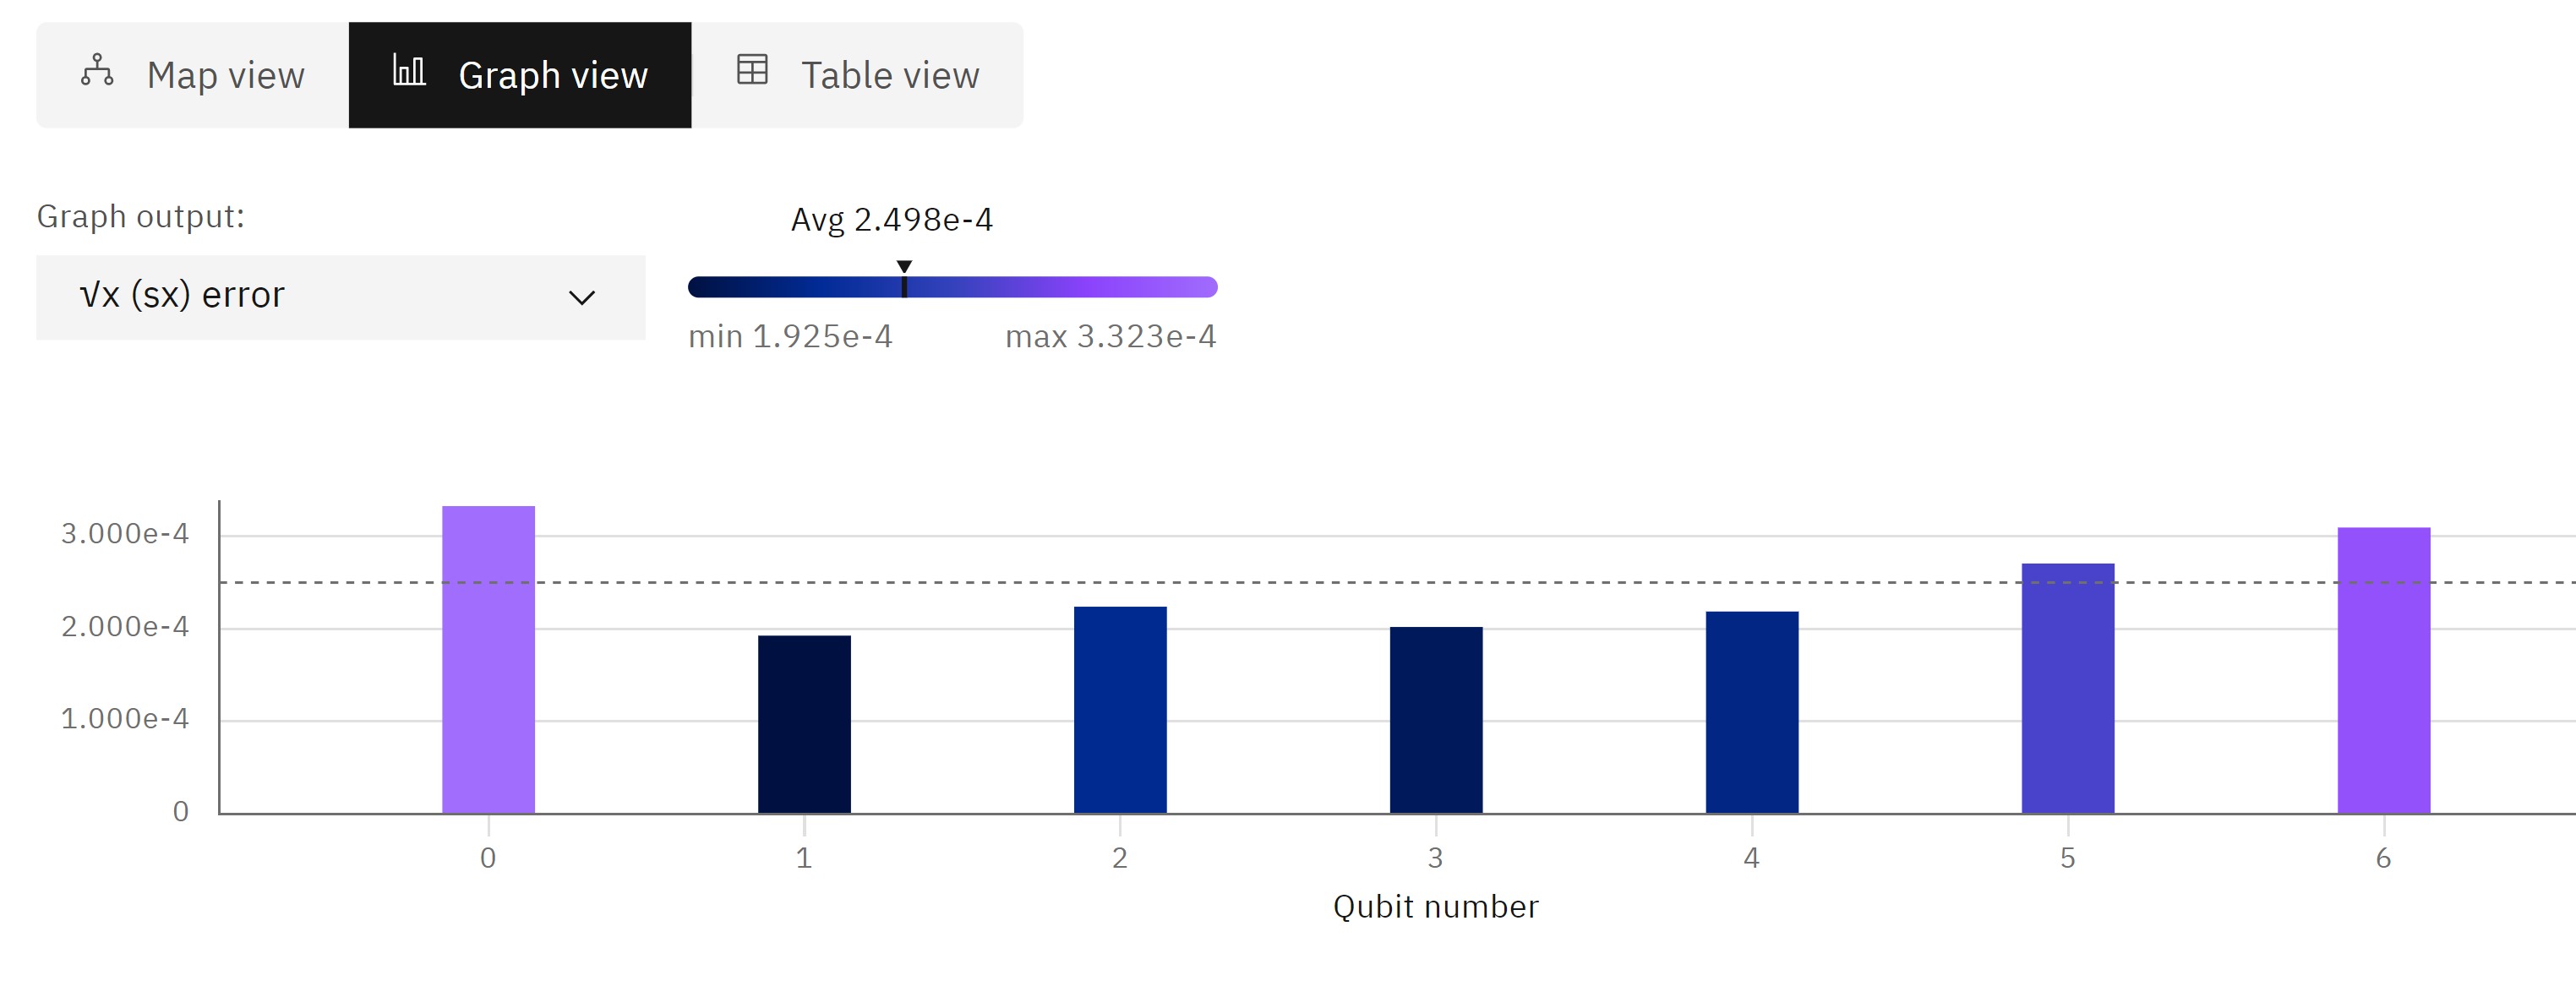 Map view
Graph view
Table view
Graph output:
√x (sx) error
Avg 2.498e-4
min 1.925e-4
max 3.323e-4
3.000e-4
2.000e-4
1.000e-4
0
0 1 2 3 4 5 6
Qubit number